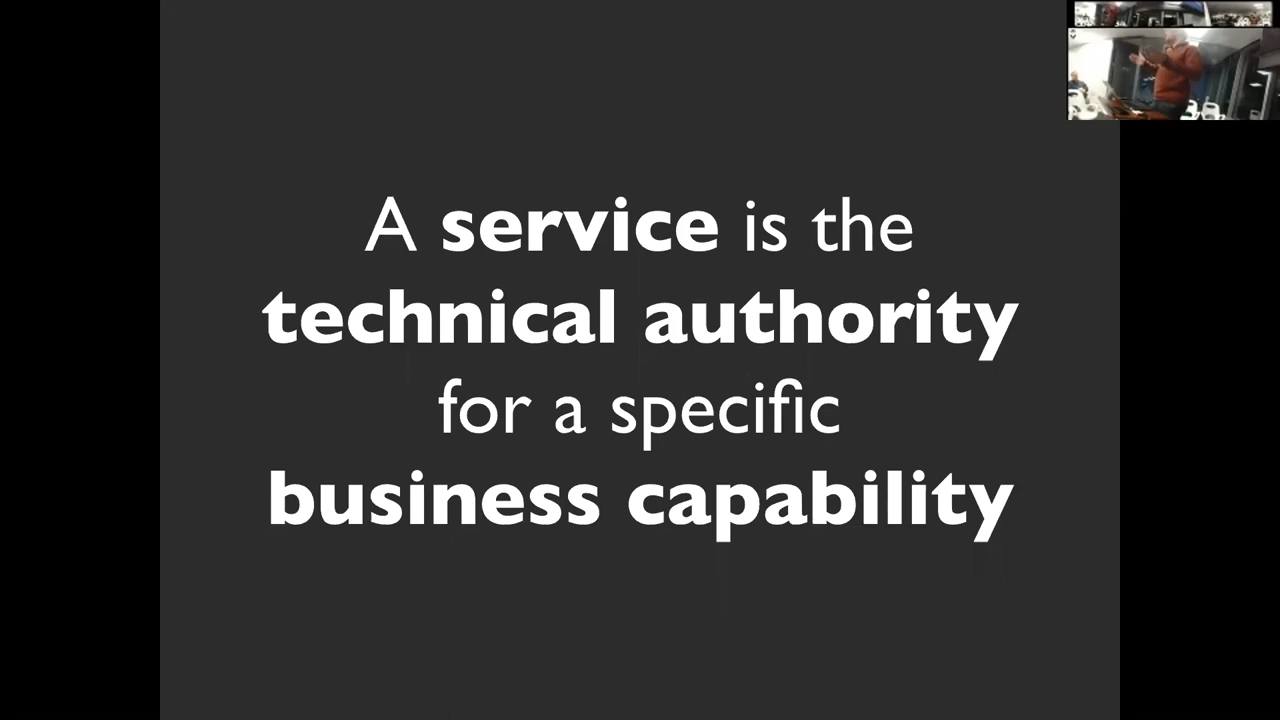 A service is the
technical authority
for a specific
business capability